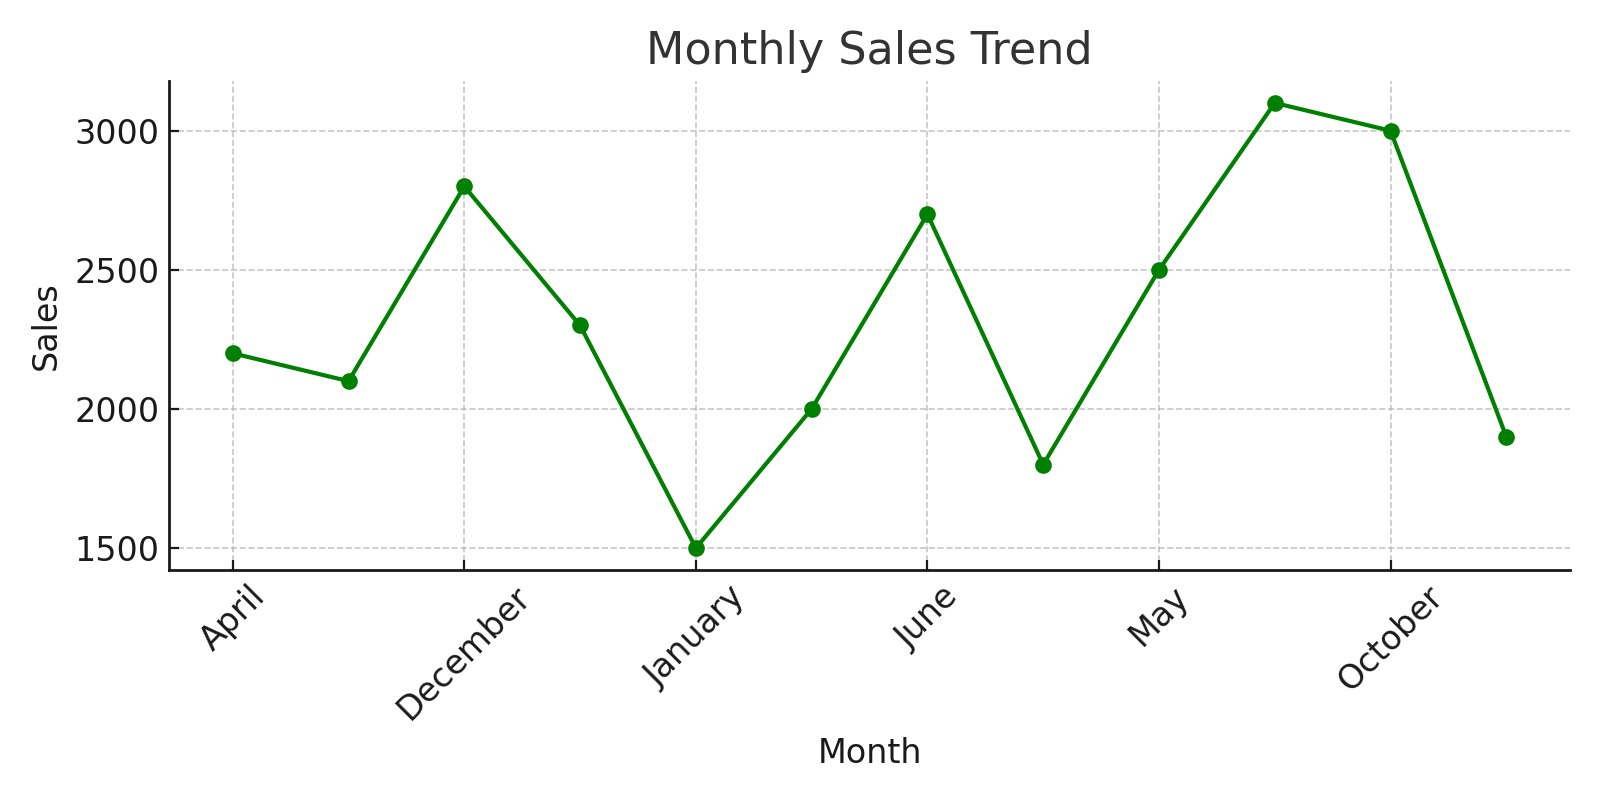 Monthly Sales Trend
3000
2500
2000
1500
Sales
April
December
January
June
May
October
Month